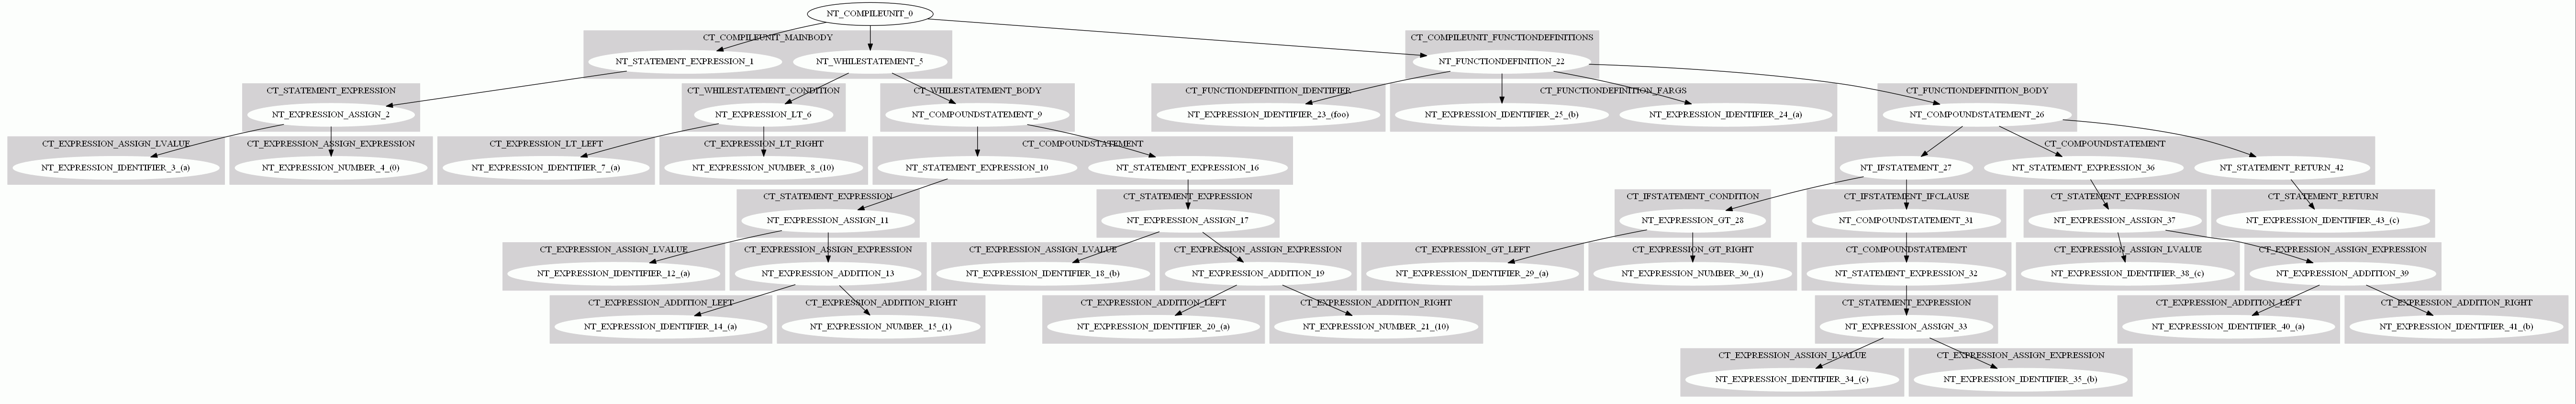 NT_COMPILEUNIT_0
CT_COMPILEUNIT_MAINBODY
CT_COMPILEUNIT_FUNCTIONDEFINITIONS
NT_STATEMENT_EXPRESSION_1
NT_WHILESTATEMENT_5
NT_FUNCTIONDEFINITION_22
CT_STATEMENT_EXPRESSION
CT_WHILESTATEMENT_CONDITION
CT_WHILESTATEMENT_BODY
CT_FUNCTIONDEFINITION_IDENTIFIER
CT_FUNCTIONDEFINITION_FARGS
CT_FUNCTIONDEFINITION_BODY
NT_EXPRESSION_ASSIGN_2
NT_EXPRESSION_LT_6
NT_COMPOUNDSTATEMENT_9
NT_EXPRESSION_IDENTIFIER_23_(foo)
NT_EXPRESSION_IDENTIFIER_25_(b)
NT_EXPRESSION_IDENTIFIER_24_(a)
NT_COMPOUNDSTATEMENT_26
CT_EXPRESSION_ASSIGN_LVALUE
CT_EXPRESSION_ASSIGN_EXPRESSION
CT_EXPRESSION_LT_LEFT
CT_EXPRESSION_LT_RIGHT
CT_COMPOUNDSTATEMENT
CT_COMPOUNDSTATEMENT
NT_EXPRESSION_IDENTIFIER_3_(a)
NT_EXPRESSION_NUMBER_4_(0)
NT_EXPRESSION_IDENTIFIER_7_(a)
NT_EXPRESSION_NUMBER_8_(10)
NT_STATEMENT_EXPRESSION_10
NT_STATEMENT_EXPRESSION_16
NT_IFSTATEMENT_27
NT_STATEMENT_EXPRESSION_36
NT_STATEMENT_RETURN_42
CT_STATEMENT_EXPRESSION
CT_STATEMENT_EXPRESSION
CT_IFSTATEMENT_CONDITION
CT_IFSTATEMENT_IFCLAUSE
CT_STATEMENT_EXPRESSION
CT_STATEMENT_RETURN
NT_EXPRESSION_ASSIGN_11
NT_EXPRESSION_ASSIGN_17
NT_EXPRESSION_GT_28
NT_COMPOUNDSTATEMENT_31
NT_EXPRESSION_ASSIGN_37
NT_EXPRESSION_IDENTIFIER_43_(c)
CT_EXPRESSION_ASSIGN_LVALUE
CT_EXPRESSION_ASSIGN_EXPRESSION
CT_EXPRESSION_ASSIGN_LVALUE
CT_EXPRESSION_ASSIGN_EXPRESSION
CT_EXPRESSION_GT_LEFT
CT_EXPRESSION_GT_RIGHT
CT_COMPOUNDSTATEMENT
CT_EXPRESSION_ASSIGN_LVALUE
CT_EXPRESSION_ASSIGN_EXPRESSION
NT_EXPRESSION_IDENTIFIER_12_(a)
NT_EXPRESSION_ADDITION_13
NT_EXPRESSION_IDENTIFIER_18_(b)
NT_EXPRESSION_ADDITION_19
NT_EXPRESSION_IDENTIFIER_29_(a)
NT_EXPRESSION_NUMBER_30_(1)
NT_STATEMENT_EXPRESSION_32
NT_EXPRESSION_IDENTIFIER_38_(c)
NT_EXPRESSION_ADDITION_39
CT_EXPRESSION_ADDITION_LEFT
CT_EXPRESSION_ADDITION_RIGHT
CT_EXPRESSION_ADDITION_LEFT
CT_EXPRESSION_ADDITION_RIGHT
CT_STATEMENT_EXPRESSION
CT_EXPRESSION_ADDITION_LEFT
CT_EXPRESSION_ADDITION_RIGHT
NT_EXPRESSION_IDENTIFIER_14_(a)
NT_EXPRESSION_NUMBER_15_(1)
NT_EXPRESSION_IDENTIFIER_20_(a)
NT_EXPRESSION_NUMBER_21_(10)
NT_EXPRESSION_ASSIGN_33
NT_EXPRESSION_IDENTIFIER_40_(a)
NT_EXPRESSION_IDENTIFIER_41_(b)
CT_EXPRESSION_ASSIGN_LVALUE
CT_EXPRESSION_ASSIGN_EXPRESSION
NT_EXPRESSION_IDENTIFIER_34_(c)
NT_EXPRESSION_IDENTIFIER_35_(b)